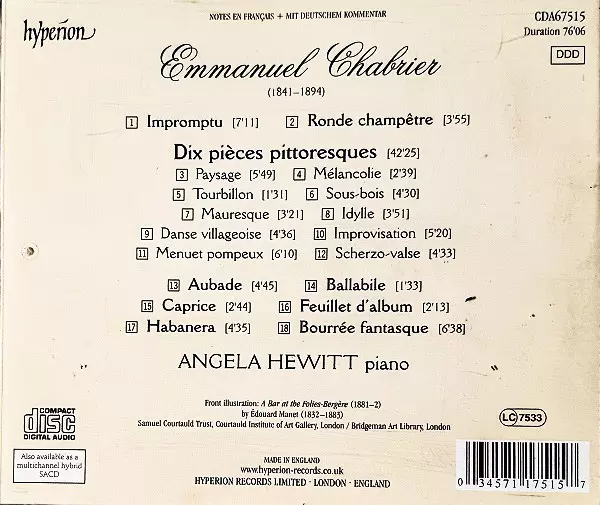 NOTES EN FRANÇAIS + MIT DEUTSCHEM KOMMENTAR
CDA67515
hyperion
Duration 76'06
DDD
Emmanuel Chabrier
(1841–1894)
1 Impromptu [7'11] 2 Ronde champêtre [3'55]
Dix pièces pittoresques [42'25]
3 Paysage [5'49] 4 Mélancolie [2'39]
5 Tourbillon [1'31] 6 Sous-bois [4'30]
7 Mauresque [3'21] 8 Idylle [3'51]
9 Danse villageoise [4'36] 10 Improvisation [5'20]
11 Menuet pompeux [6'10] 12 Scherzo-valse [4'33]
13 Aubade [4'45] 14 Ballabile [1'33]
15 Caprice [2'44] 16 Feuillet d'album [2'13]
17 Habanera [4'35] 18 Bourrée fantasque [6'38]
ANGELA HEWITT piano
Front illustration: A Bar at the Folies-Bergère (1881–2)
by Édouard Manet (1832–1883)
Samuel Courtauld Trust, Courtauld Institute of Art Gallery, London / Bridgeman Art Library, London
COMPACT
disc
DIGITAL AUDIO
LC 7533
Also available as a
multichannel hybrid
SACD
MADE IN ENGLAND
www.hyperion-records.co.uk
HYPERION RECORDS LIMITED · LONDON · ENGLAND
0 34571 17515 7